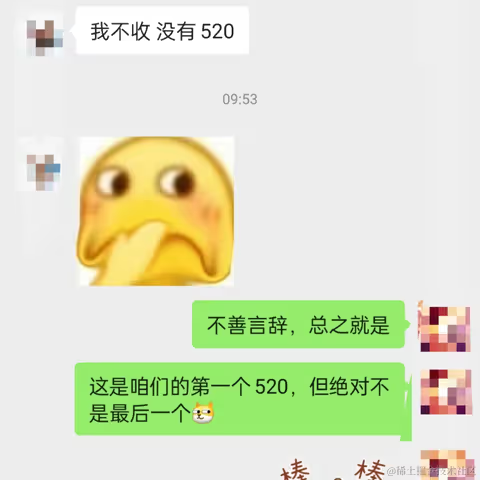 我不收 没有 520
09:53
不善言辞，总之就是
这是咱们的第一个 520，但绝对不
是最后一个
棒 棒
@稀土掘金技术社区